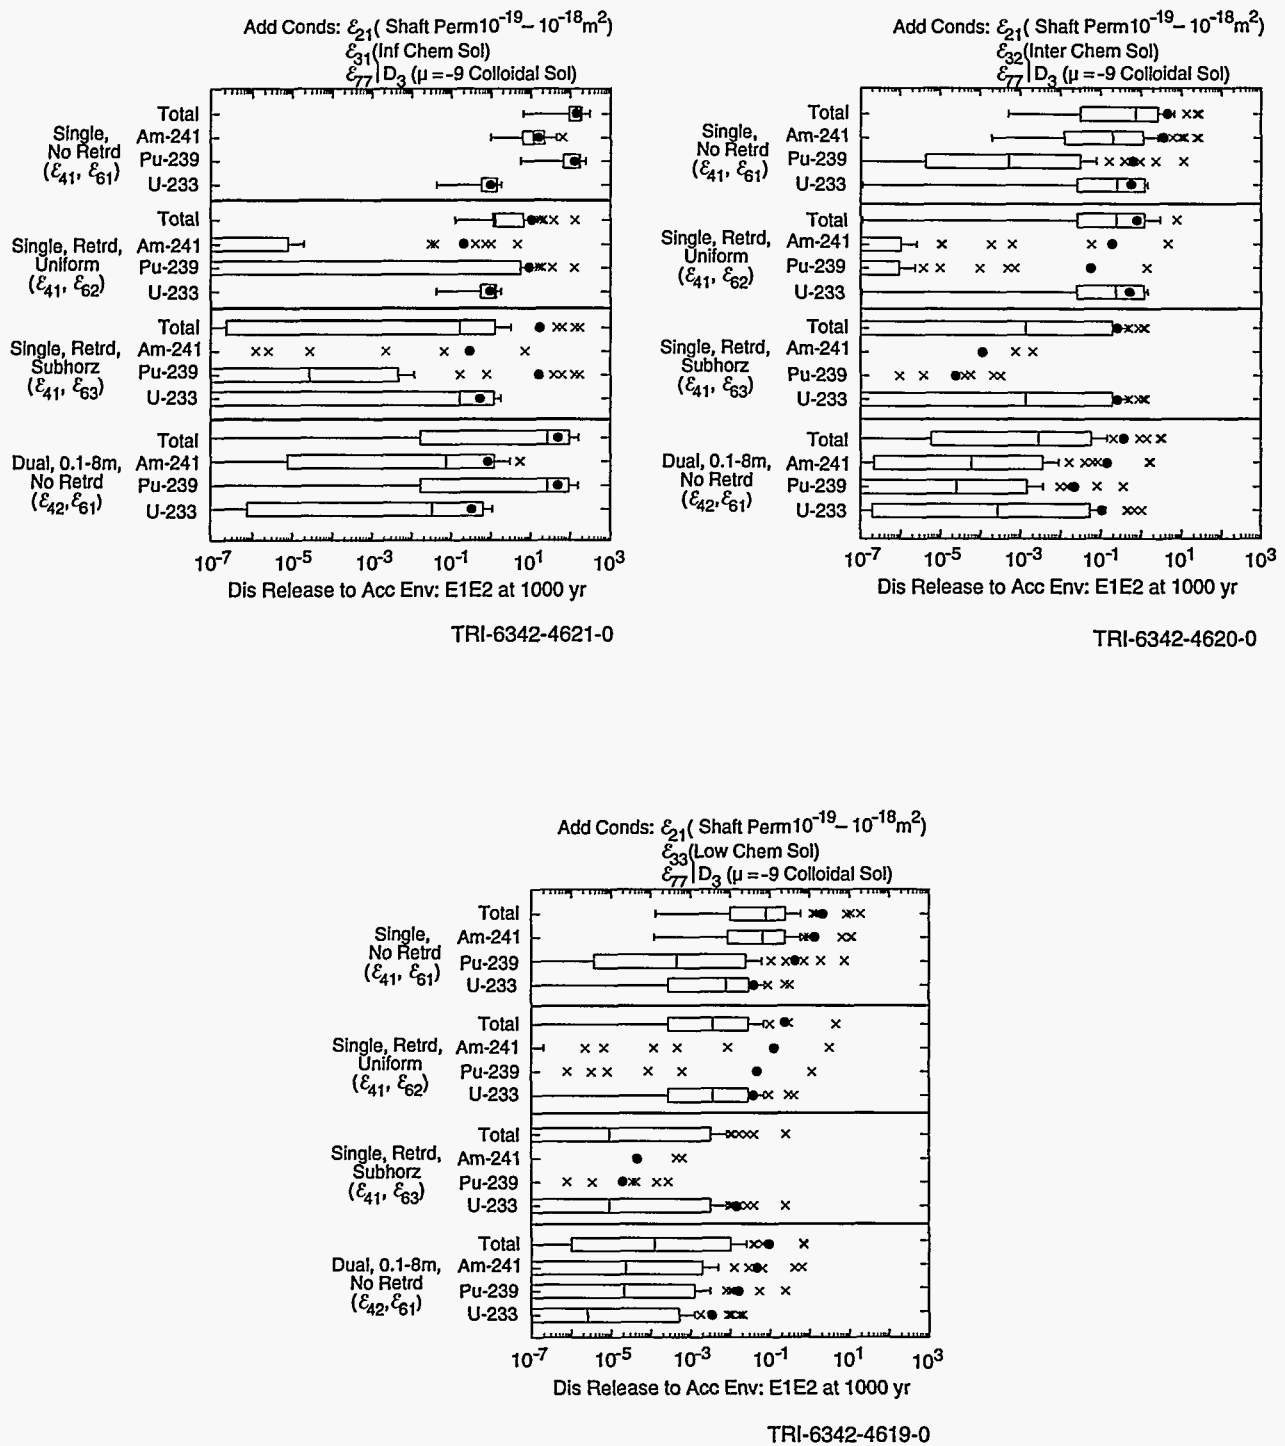 Add Conds: ℰ21( Shaft Perm10^-19 – 10^-18 m^2)
ℰ31(Inf Chem Sol)
ℰ77|D3 (μ = -9 Colloidal Sol)
Single,
No Retrd
(ℰ41, ℰ61)
Total
Am-241
Pu-239
U-233
Single, Retrd,
Uniform
(ℰ41, ℰ62)
Total
Am-241
Pu-239
U-233
Single, Retrd,
Subhorz
(ℰ41, ℰ63)
Total
Am-241
Pu-239
U-233
Dual, 0.1-8m,
No Retrd
(ℰ42,ℰ61)
Total
Am-241
Pu-239
U-233
10^-7 10^-5 10^-3 10^-1 10^1 10^3
Dis Release to Acc Env: E1E2 at 1000 yr
TRI-6342-4621-0
Add Conds: ℰ21( Shaft Perm10^-19 – 10^-18 m^2)
ℰ32(Inter Chem Sol)
ℰ77|D3 (μ = -9 Colloidal Sol)
Single,
No Retrd
(ℰ41, ℰ61)
Total
Am-241
Pu-239
U-233
Single, Retrd,
Uniform
(ℰ41, ℰ62)
Total
Am-241
Pu-239
U-233
Single, Retrd,
Subhorz
(ℰ41, ℰ63)
Total
Am-241
Pu-239
U-233
Dual, 0.1-8m,
No Retrd
(ℰ42,ℰ61)
Total
Am-241
Pu-239
U-233
10^-7 10^-5 10^-3 10^-1 10^1 10^3
Dis Release to Acc Env: E1E2 at 1000 yr
TRI-6342-4620-0
Add Conds: ℰ21( Shaft Perm10^-19 – 10^-18 m^2)
ℰ33(Low Chem Sol)
ℰ77|D3 (μ = -9 Colloidal Sol)
Single,
No Retrd
(ℰ41, ℰ61)
Total
Am-241
Pu-239
U-233
Single, Retrd,
Uniform
(ℰ41, ℰ62)
Total
Am-241
Pu-239
U-233
Single, Retrd,
Subhorz
(ℰ41, ℰ63)
Total
Am-241
Pu-239
U-233
Dual, 0.1-8m,
No Retrd
(ℰ42,ℰ61)
Total
Am-241
Pu-239
U-233
10^-7 10^-5 10^-3 10^-1 10^1 10^3
Dis Release to Acc Env: E1E2 at 1000 yr
TRI-6342-4619-0